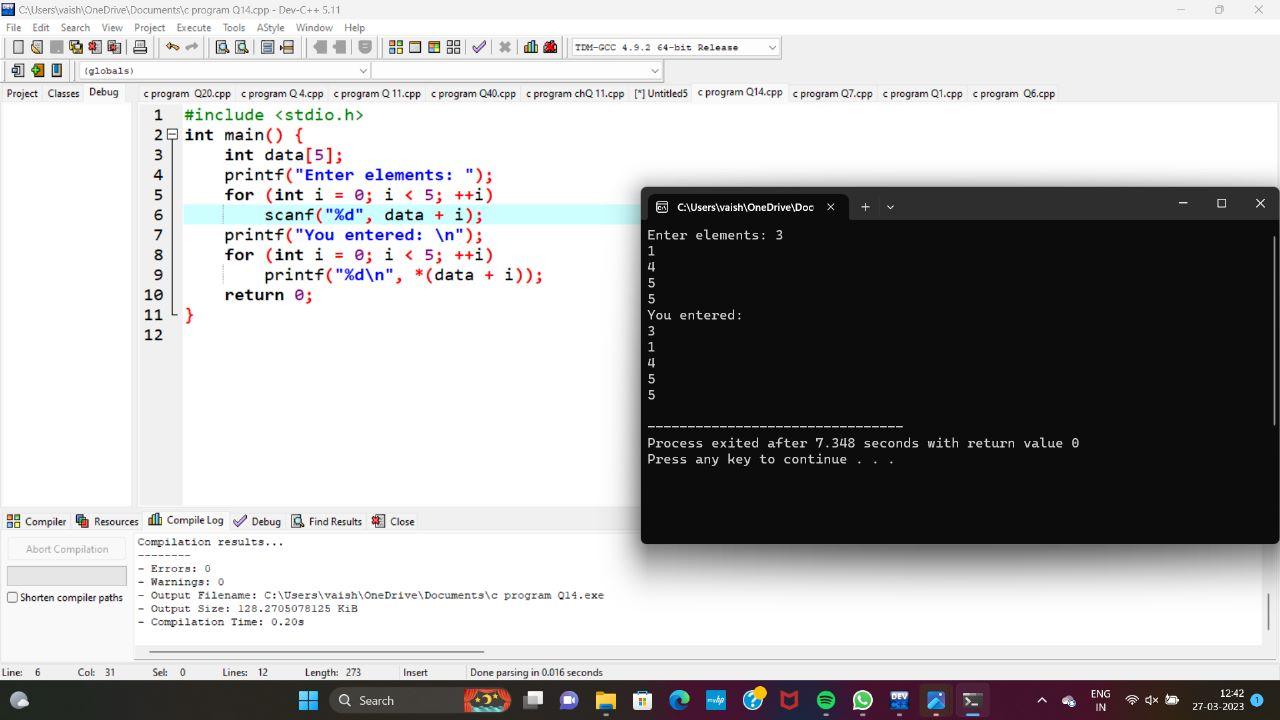 C:\Users\vaish\OneDrive\Documents\c program Q14.cpp - Dev-C++ 5.11
File Edit Search View Project Execute Tools AStyle Window Help
TDM-GCC 4.9.2 64-bit Release
(globals)
Project Classes Debug
c program Q20.cpp c program Q 4.cpp c program Q 11.cpp c program Q40.cpp c program chQ 11.cpp [*] Untitled5 c program Q14.cpp c program Q7.cpp c program Q1.cpp c program Q6.cpp
1 #include <stdio.h>
2 int main() {
3 int data[5];
4 printf("Enter elements: ");
5 for (int i = 0; i < 5; ++i)
6 scanf("%d", data + i);
7 printf("You entered: \n");
8 for (int i = 0; i < 5; ++i)
9 printf("%d\n", *(data + i));
10 return 0;
11 }
12
C:\Users\vaish\OneDrive\Doc
Enter elements: 3
1
4
5
5
You entered:
3
1
4
5
5
--------------------------------
Process exited after 7.348 seconds with return value 0
Press any key to continue . . .
Compiler Resources Compile Log Debug Find Results Close
Abort Compilation
Shorten compiler paths
Compilation results...
--------
- Errors: 0
- Warnings: 0
- Output Filename: C:\Users\vaish\OneDrive\Documents\c program Q14.exe
- Output Size: 128.2705078125 KiB
- Compilation Time: 0.20s
Line: 6 Col: 31 Sel: 0 Lines: 12 Length: 273 Insert Done parsing in 0.016 seconds
Search
DEV
ENG
IN
12:42
27-03-2023
1